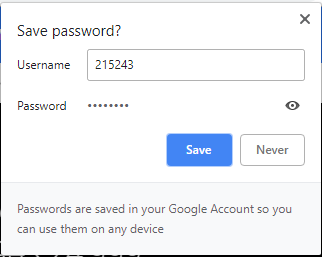 Save password?
Username 215243
Password ••••••••
Save Never
Passwords are saved in your Google Account so you
can use them on any device